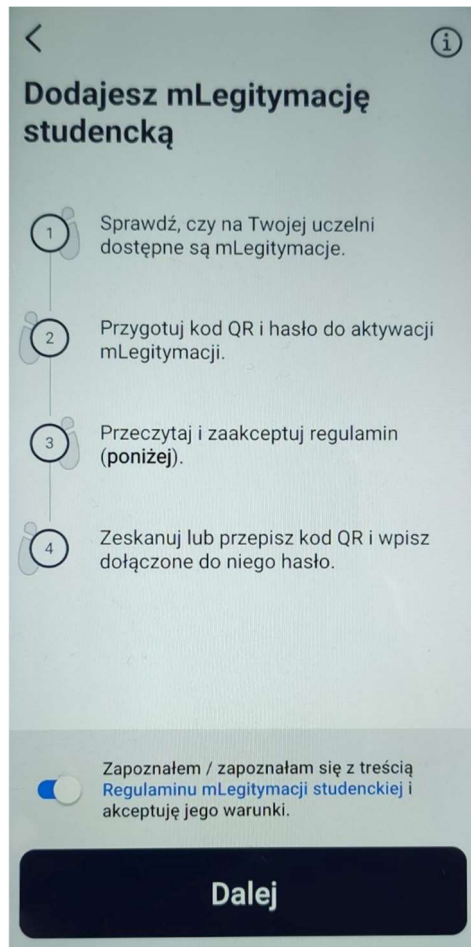 Dodajesz mLegitymację
studencką
1
Sprawdź, czy na Twojej uczelni
dostępne są mLegitymacje.
2
Przygotuj kod QR i hasło do aktywacji
mLegitymacji.
3
Przeczytaj i zaakceptuj regulamin
(poniżej).
4
Zeskanuj lub przepisz kod QR i wpisz
dołączone do niego hasło.
Zapoznałem / zapoznałam się z treścią
Regulaminu mLegitymacji studenckiej i
akceptuję jego warunki.
Dalej